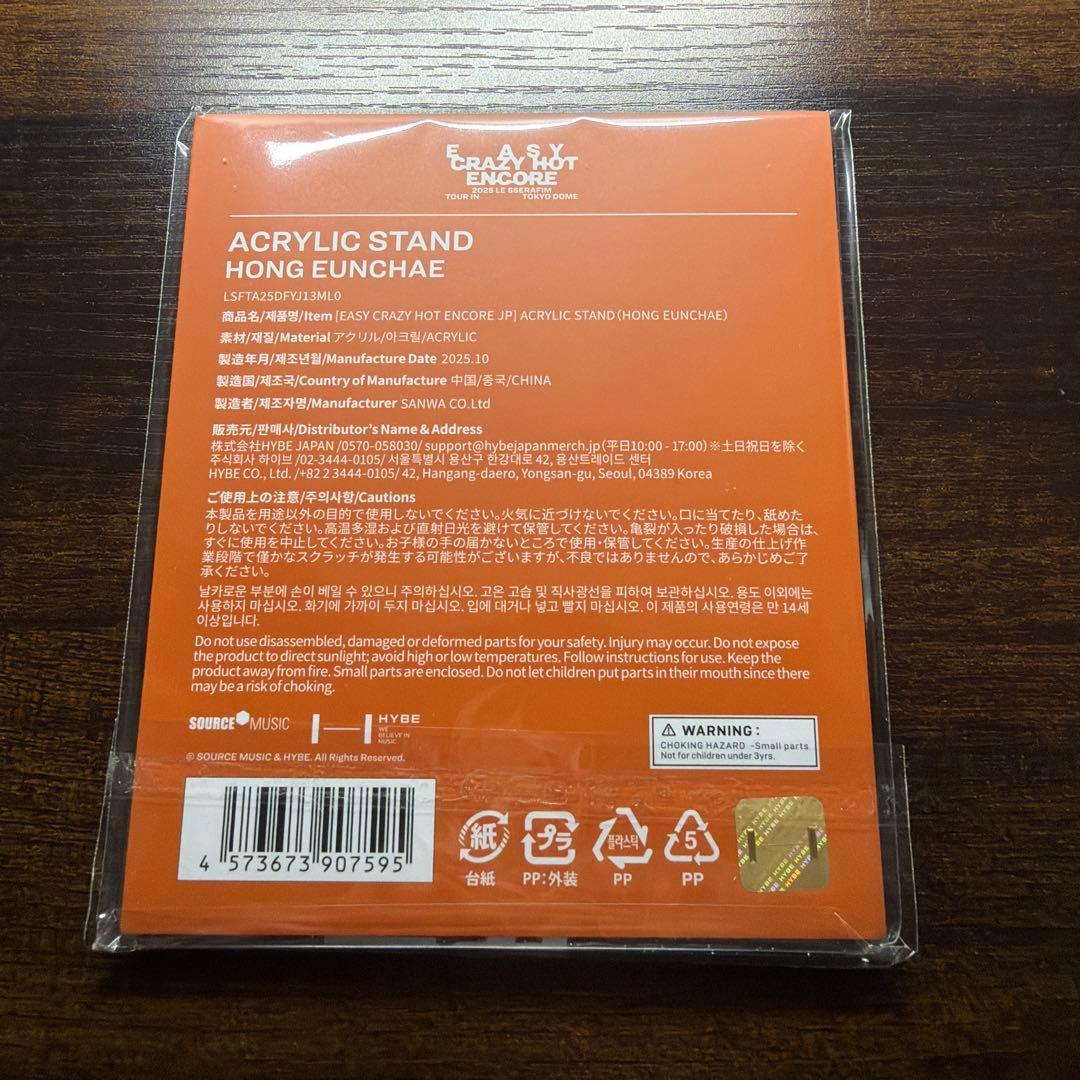 E ASY
CRAZY HOT
ENCORE
2025 LE SSERAFIM
TOUR IN TOKYO DOME
ACRYLIC STAND
HONG EUNCHAE
LSFTA25DFYJ13ML0
商品名/제품명/Item [EASY CRAZY HOT ENCORE JP] ACRYLIC STAND(HONG EUNCHAE)
素材/재질/Material アクリル/아크릴/ACRYLIC
製造年月/제조년월/Manufacture Date 2025.10
製造国/제조국/Country of Manufacture 中国/중국/CHINA
製造者/제조자명/Manufacturer SANWA CO.Ltd
販売元/판매사/Distributor's Name & Address
株式会社HYBE JAPAN /0570-058030/ support@hybejapanmerch.jp(平日10:00 - 17:00)※土日祝日を除く
주식회사 하이브 /02-3444-0105/ 서울특별시 용산구 한강대로 42, 용산트레이드 센터
HYBE CO., Ltd. /+82 2 3444-0105/ 42, Hangang-daero, Yongsan-gu, Seoul, 04389 Korea
ご使用上の注意/주의사항/Cautions
本製品を用途以外の目的で使用しないでください。火気に近づけないでください。口に当てたり、舐めた
りしないでください。高温多湿および直射日光を避けて保管してください。亀裂が入ったり破損した場合は、
すぐに使用を中止してください。お子様の手の届かないところで使用・保管してください。生産の仕上げ作
業段階で僅かなスクラッチが発生する可能性がございますが、不良ではありませんので、あらかじめご了
承ください。
날카로운 부분에 손이 베일 수 있으니 주의하십시오. 고온 고습 및 직사광선을 피하여 보관하십시오. 용도 이외에는
사용하지 마십시오. 화기에 가까이 두지 마십시오. 입에 대거나 넣고 빨지 마십시오. 이 제품의 사용연령은 만 14세
이상입니다.
Do not use disassembled, damaged or deformed parts for your safety. Injury may occur. Do not expose
the product to direct sunlight; avoid high or low temperatures. Follow instructions for use. Keep the
product away from fire. Small parts are enclosed. Do not let children put parts in their mouth since there
may be a risk of choking.
SOURCE MUSIC
HYBE
WE
BELIEVE IN
MUSIC
© SOURCE MUSIC & HYBE. All Rights Reserved.
⚠ WARNING :
CHOKING HAZARD -Small parts
Not for children under 3yrs.
4 573673 907595
紙
台紙
プラ
PP:外装
플라스틱
PP
5
PP
HYBE HYBE HYBE